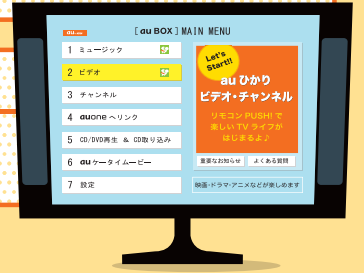 [ au BOX ] MAIN MENU
1 ミュージック
2 ビデオ
3 チャンネル
4 auone へリンク
5 CD/DVD再生 & CD取り込み
6 auケータイムービー
7 設定
Let's
Start!!
au ひかり
ビデオ・チャンネル
リモコン PUSH! で
楽しい TV ライフが
はじまるよ♪
重要なお知らせ
よくある質問
映画・ドラマ・アニメなどが楽しめます